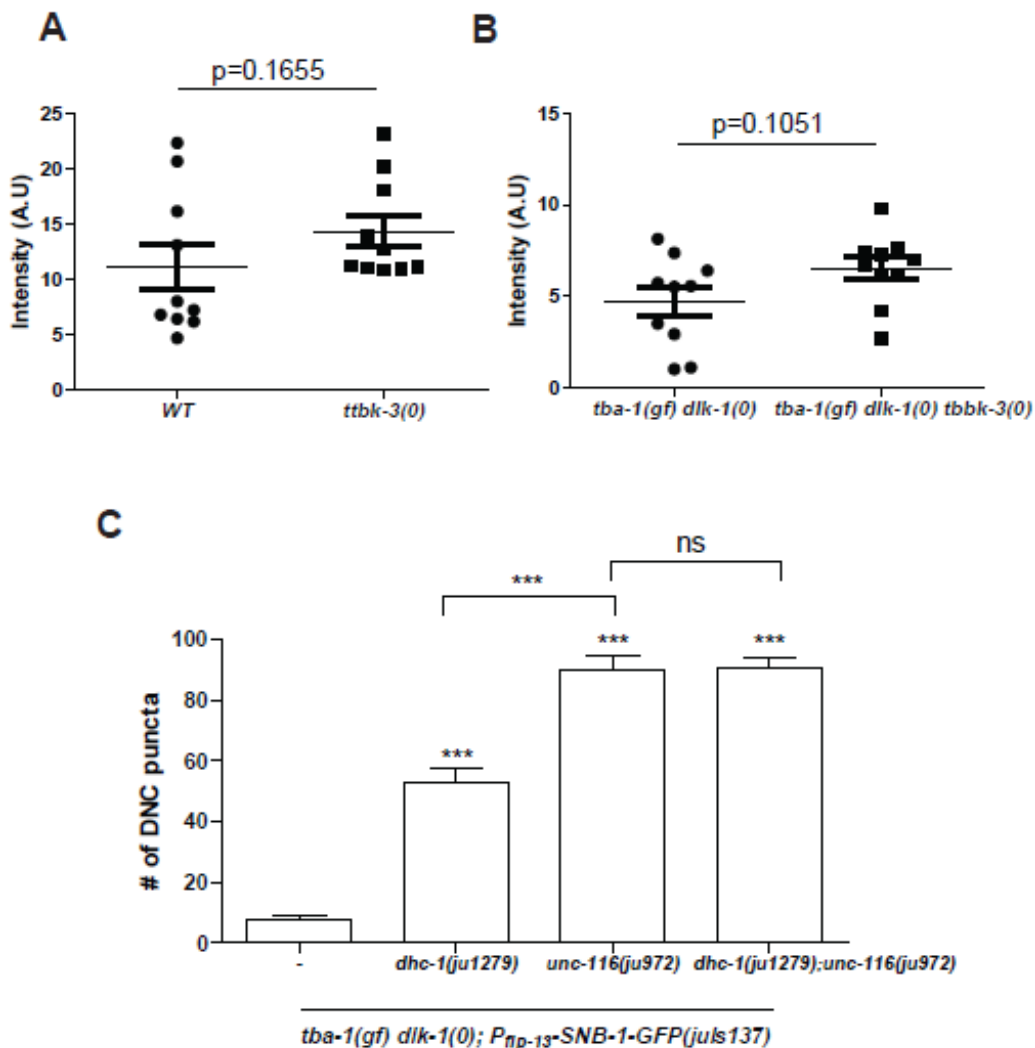 A
p=0.1655
Intensity (A.U)
25
20
15
10
5
0
WT
ttbk-3(0)
B
p=0.1051
Intensity (A.U)
15
10
5
0
tba-1(gf) dlk-1(0)
tba-1(gf) dlk-1(0) tbbk-3(0)
C
ns
***
***
***
***
# of DNC puncta
100
80
60
40
20
0
-
dhc-1(ju1279)
unc-116(ju972)
dhc-1(ju1279);unc-116(ju972)
tba-1(gf) dlk-1(0); Pflp-13-SNB-1-GFP(juIs137)